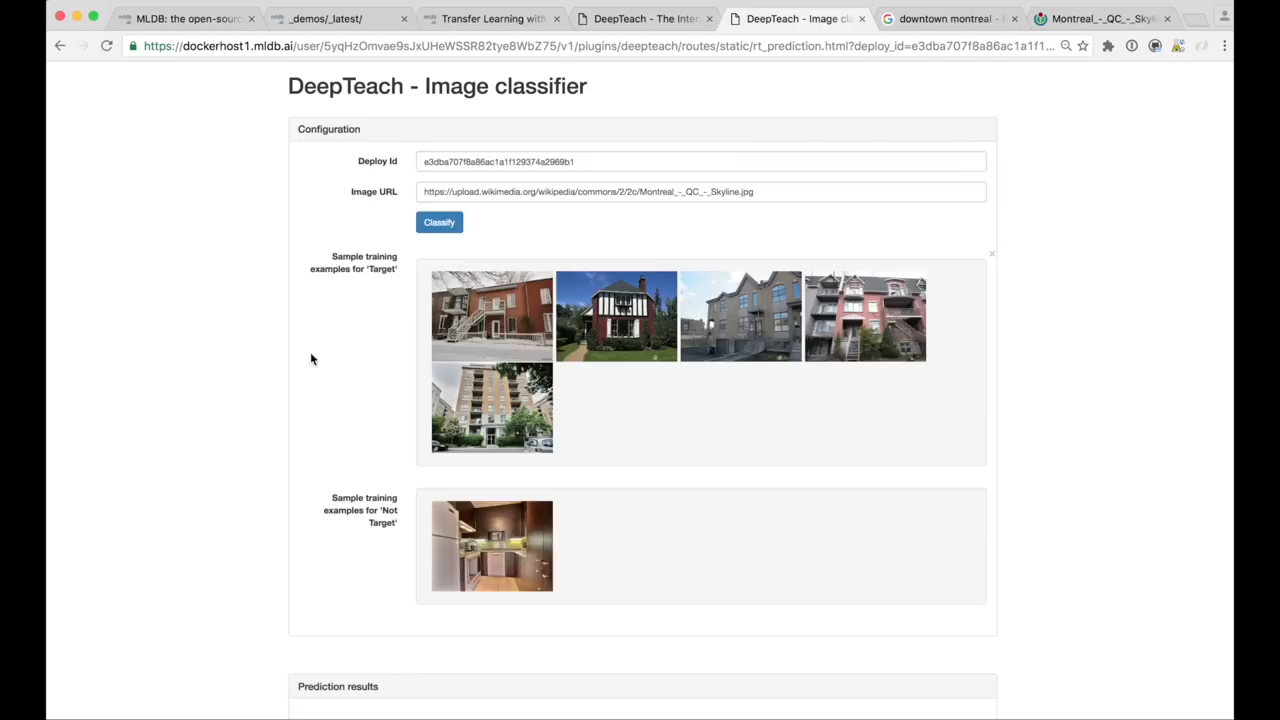 MLDB: the open-sour
_demos/_latest/
Transfer Learning with
DeepTeach - The Inter
DeepTeach - Image cla
downtown montreal -
Montreal_-_QC_-_Skyli
https://dockerhost1.mldb.ai/user/5yqHzOmvae9sJxUHeWSSR82tye8WbZ75/v1/plugins/deepteach/routes/static/rt_prediction.html?deploy_id=e3dba707f8a86ac1a1f1...
DeepTeach - Image classifier
Configuration
Deploy Id
e3dba707f8a86ac1a1f129374a2969b1
Image URL
https://upload.wikimedia.org/wikipedia/commons/2/2c/Montreal_-_QC_-_Skyline.jpg
Classify
Sample training
examples for 'Target'
Sample training
examples for 'Not
Target'
Prediction results